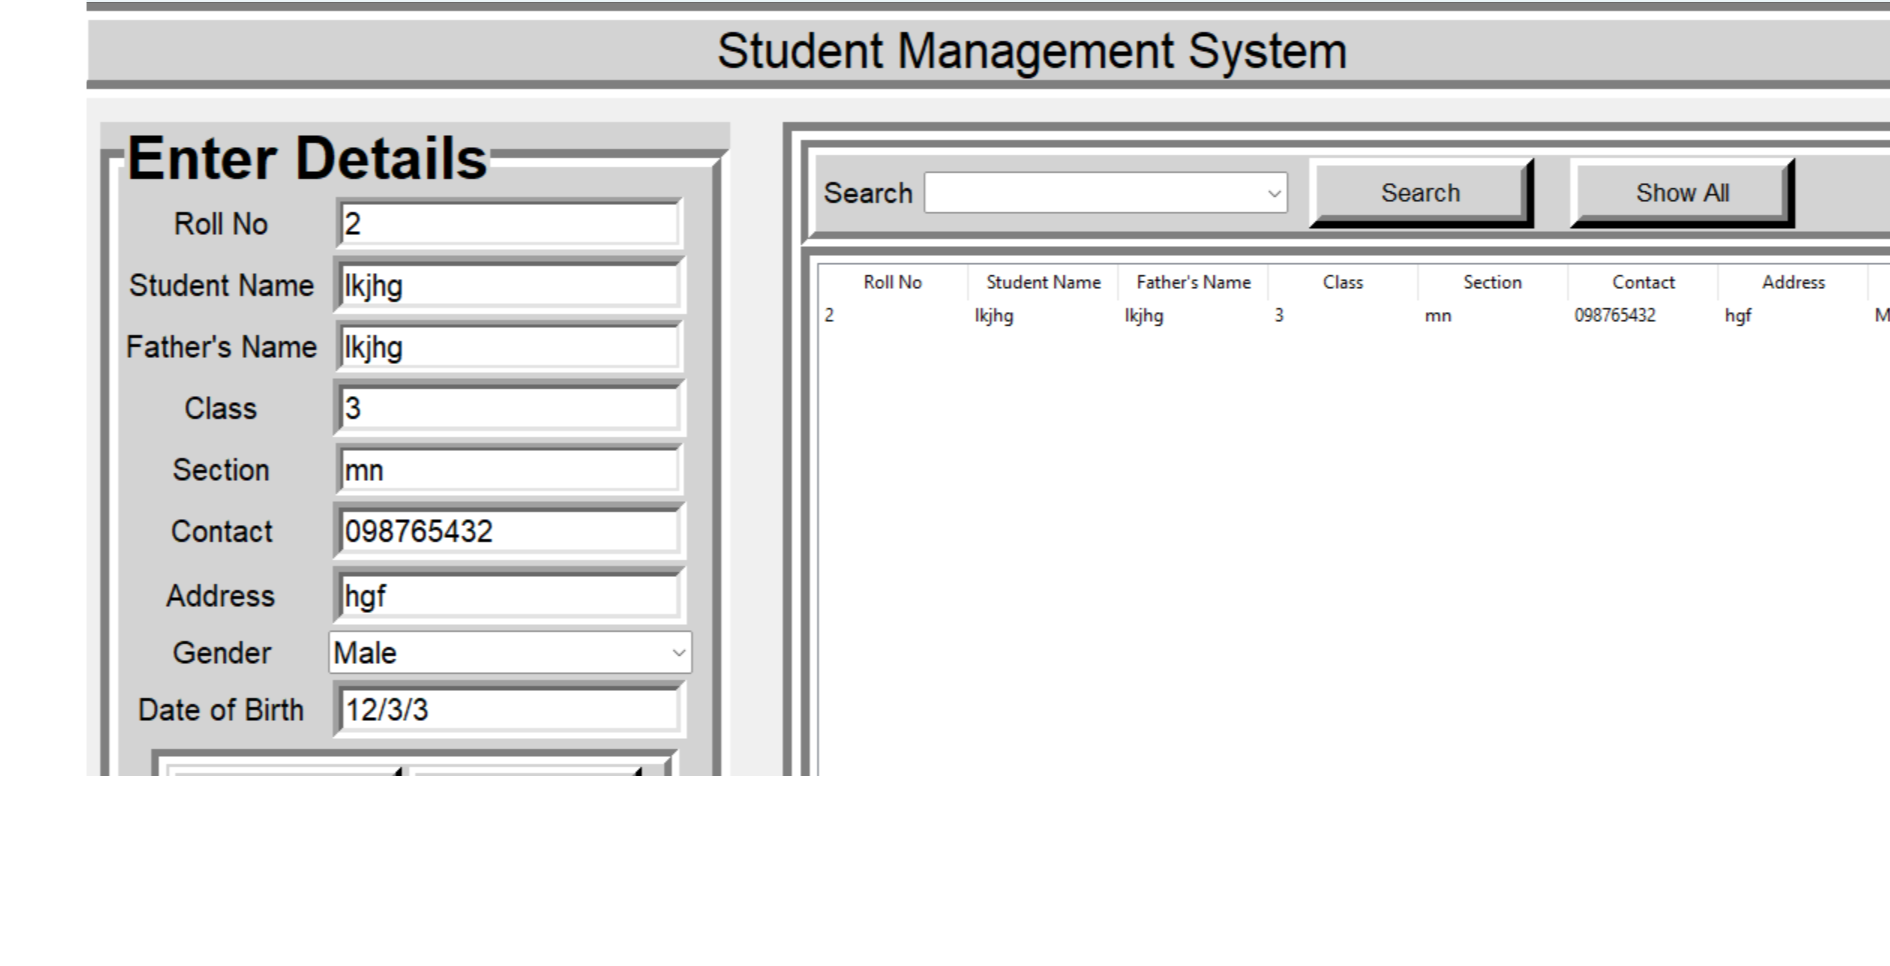 Student Management System
Enter Details
Roll No 2
Student Name lkjhg
Father's Name lkjhg
Class 3
Section mn
Contact 098765432
Address hgf
Gender Male
Date of Birth 12/3/3
Search Search Show All
Roll No Student Name Father's Name Class Section Contact Address
2 lkjhg lkjhg 3 mn 098765432 hgf M